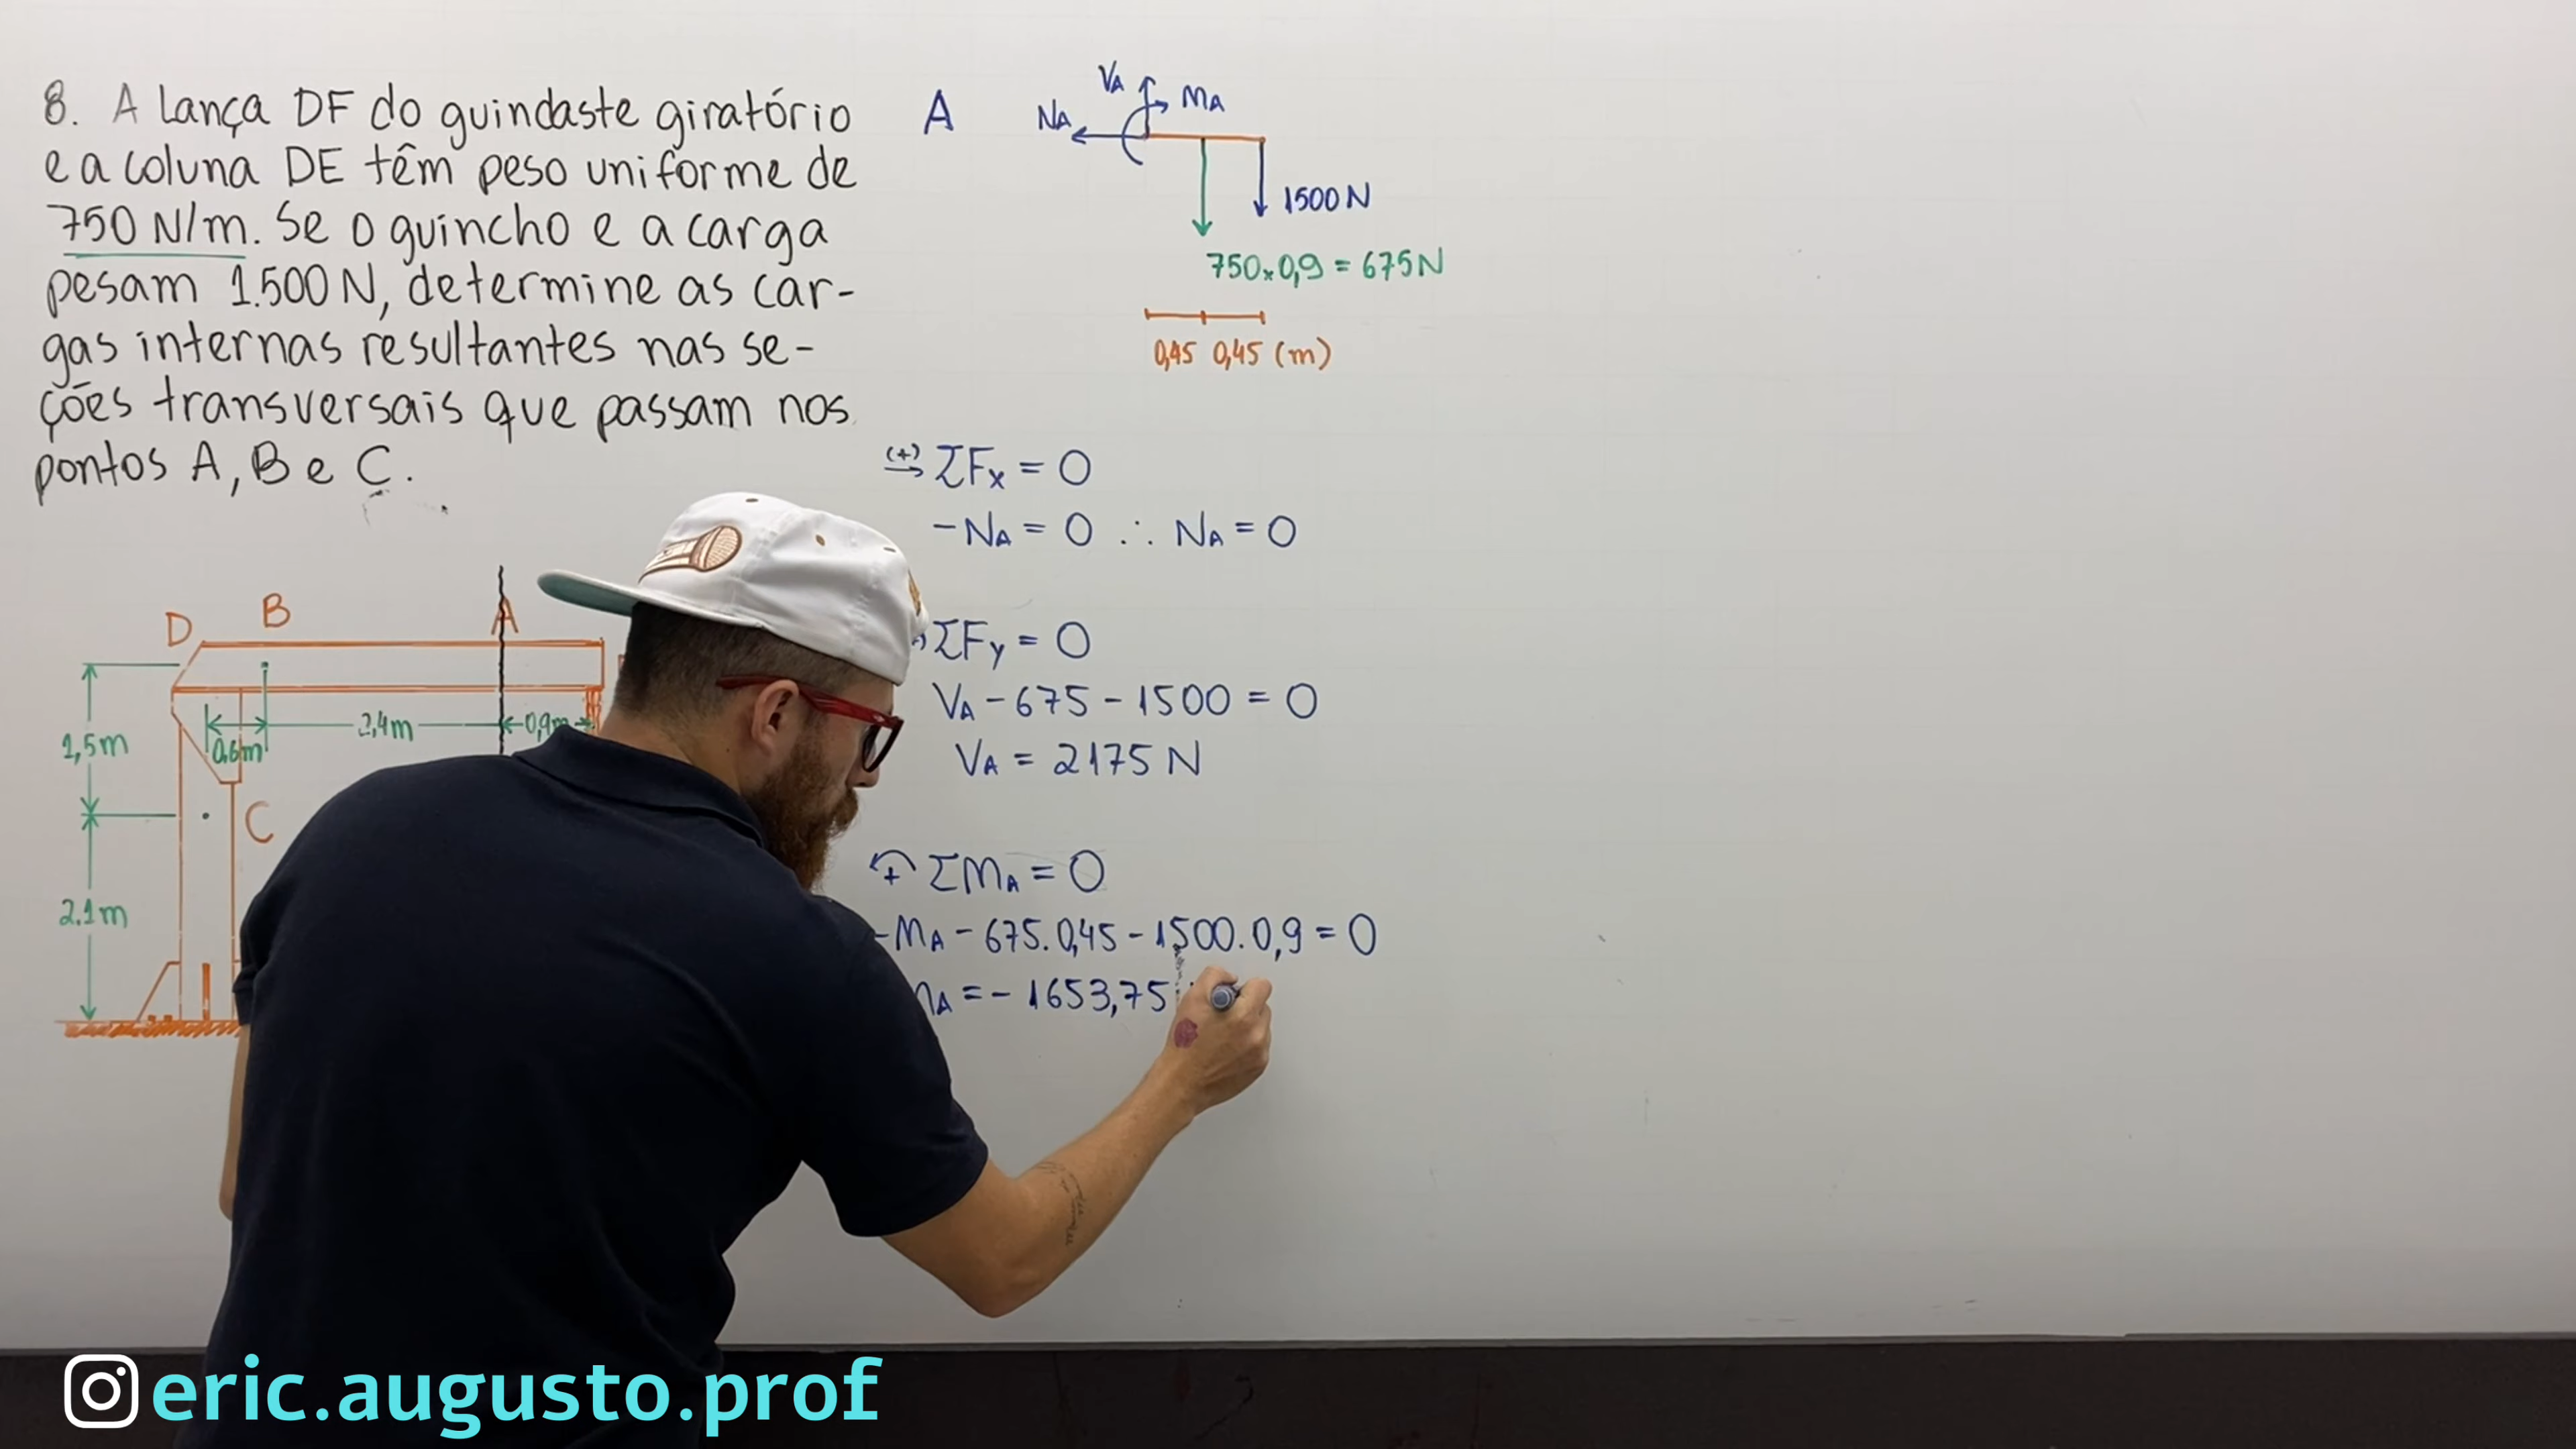 8. A lança DF do guindaste giratório
e a coluna DE têm peso uniforme de
750 N/m. Se o guincho e a carga
pesam 1.500 N, determine as car-
gas internas resultantes nas se-
ções transversais que passam nos
pontos A, B e C.
D
B
A
1,5m
0,6m
2,4m
0,9m
C
2.1m
A
VA
MA
NA
1500 N
750x0,9 = 675N
0,45 0,45 (m)
(+) ΣFx = 0
-NA = 0 ∴ NA = 0
ΣFy = 0
VA - 675 - 1500 = 0
VA = 2175 N
+ ΣMA = 0
-MA - 675.0,45 - 1500.0,9 = 0
MA = - 1653,75
eric.augusto.prof